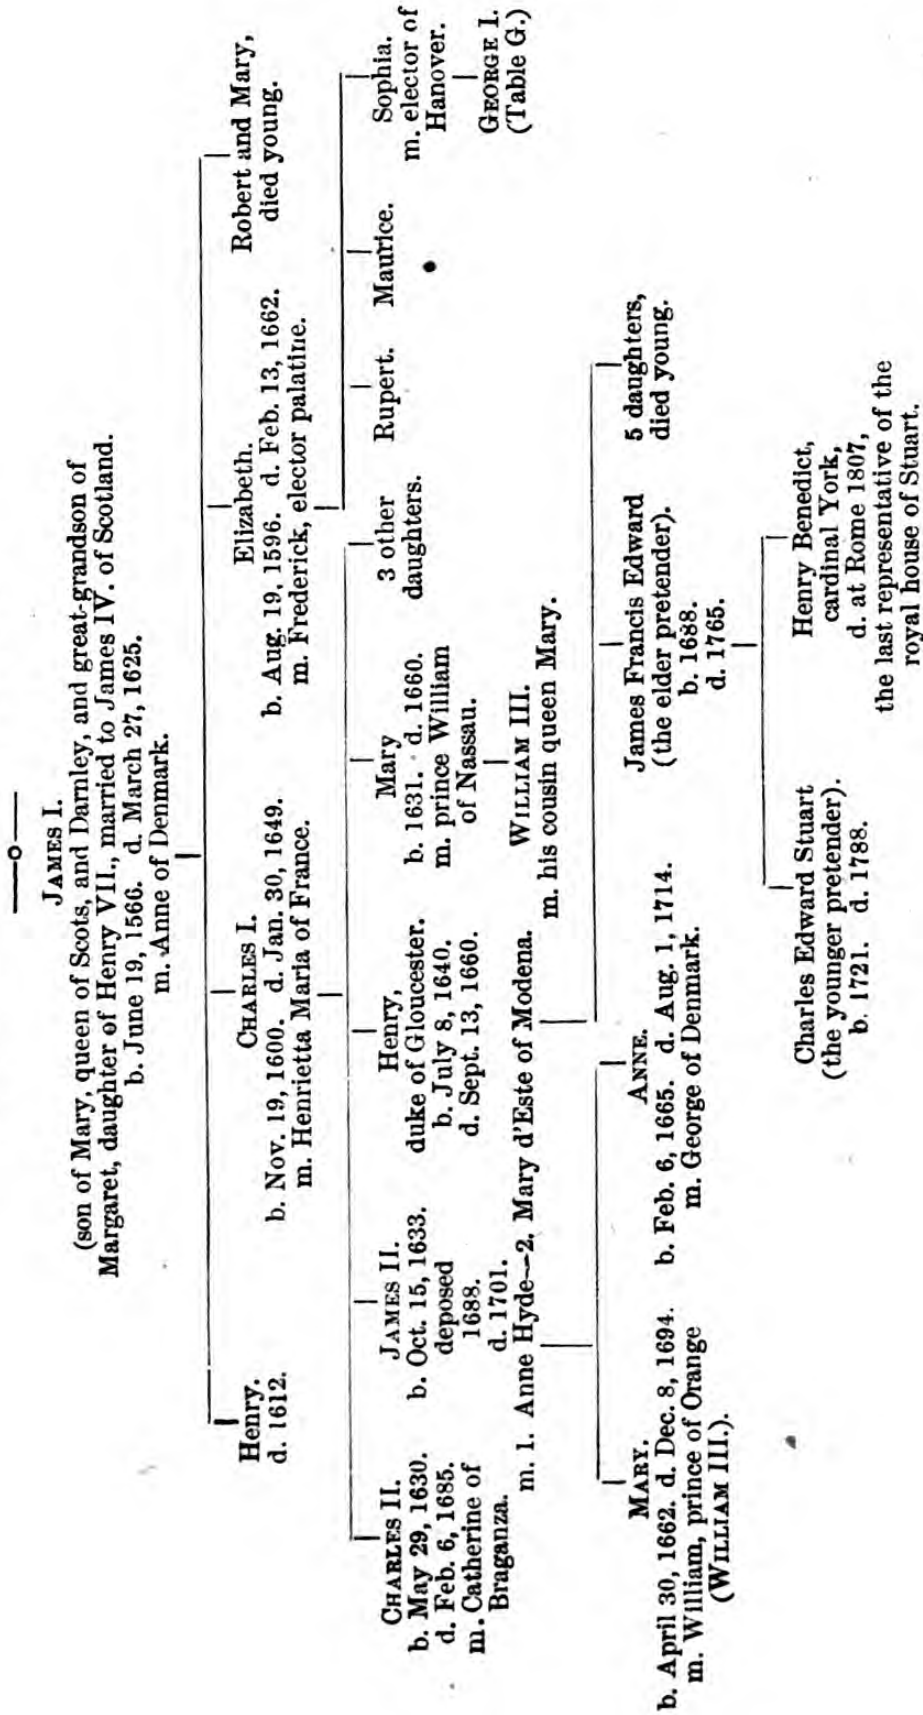 JAMES I.
(son of Mary, queen of Scots, and Darnley, and great-grandson of
Margaret, daughter of Henry VII., married to James IV. of Scotland.
b. June 19, 1566. d. March 27, 1625.
m. Anne of Denmark.
Henry.
d. 1612.
CHARLES I.
b. Nov. 19, 1600. d. Jan. 30, 1649.
m. Henrietta Maria of France.
Elizabeth.
b. Aug. 19, 1596. d. Feb. 13, 1662.
m. Frederick, elector palatine.
Robert and Mary,
died young.
CHARLES II.
b. May 29, 1630.
d. Feb. 6, 1685.
m. Catherine of
Braganza.
JAMES II.
b. Oct. 15, 1633.
deposed
1688.
d. 1701.
m. 1. Anne Hyde—2. Mary d'Este of Modena.
Henry,
duke of Gloucester.
b. July 8, 1640.
d. Sept. 13, 1660.
Mary
b. 1631. d. 1660.
m. prince William
of Nassau.
WILLIAM III.
m. his cousin queen Mary.
3 other
daughters.
Rupert.
Maurice.
Sophia.
m. elector of
Hanover.
GEORGE I.
(Table G.)
MARY.
b. April 30, 1662. d. Dec. 8, 1694.
m. William, prince of Orange
(WILLIAM III.).
ANNE.
b. Feb. 6, 1665. d. Aug. 1, 1714.
m. George of Denmark.
James Francis Edward
(the elder pretender).
b. 1688.
d. 1765.
5 daughters,
died young.
Charles Edward Stuart
(the younger pretender).
b. 1721. d. 1788.
Henry Benedict,
cardinal York,
d. at Rome 1807,
the last representative of the
royal house of Stuart.